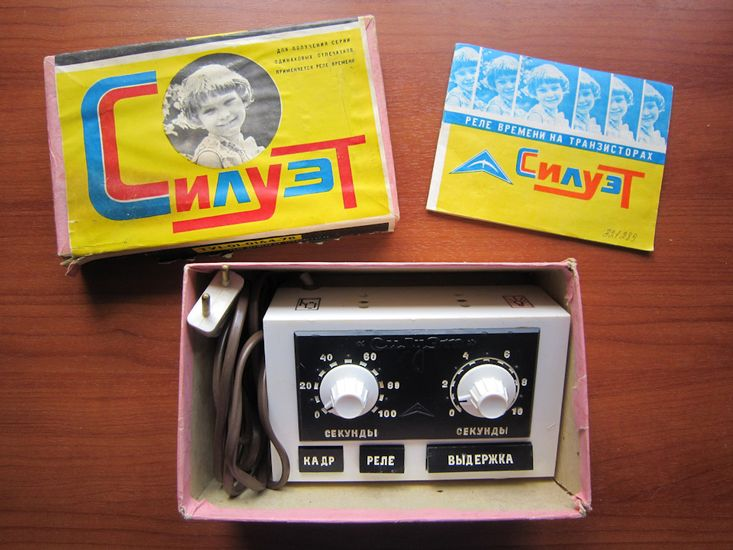 ДЛЯ ПОЛУЧЕНИЯ СЕРИИ
ОДИНАКОВЫХ ОТПЕЧАТКОВ
ПРИМЕНЯЕТСЯ РЕЛЕ ВРЕМЕНИ
Силуэт
РЕЛЕ ВРЕМЕНИ НА ТРАНЗИСТОРАХ
Силуэт
«Силуэт»
0 20 40 60 80 100
0 2 4 6 8 10
СЕКУНДЫ СЕКУНДЫ
КАДР РЕЛЕ ВЫДЕРЖКА